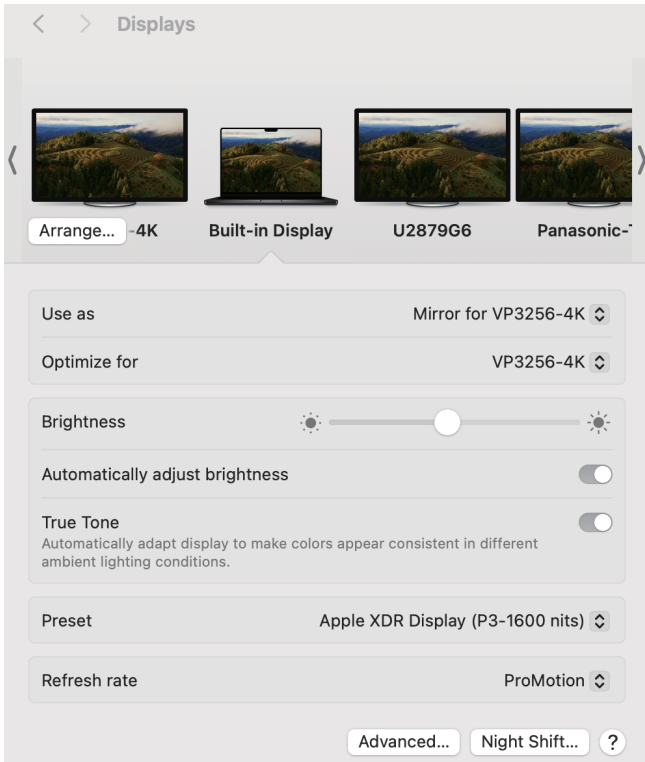 Displays
Arrange... -4K
Built-in Display
U2879G6
Panasonic-T
Use as
Mirror for VP3256-4K
Optimize for
VP3256-4K
Brightness
Automatically adjust brightness
True Tone
Automatically adapt display to make colors appear consistent in different
ambient lighting conditions.
Preset
Apple XDR Display (P3-1600 nits)
Refresh rate
ProMotion
Advanced...
Night Shift...
?